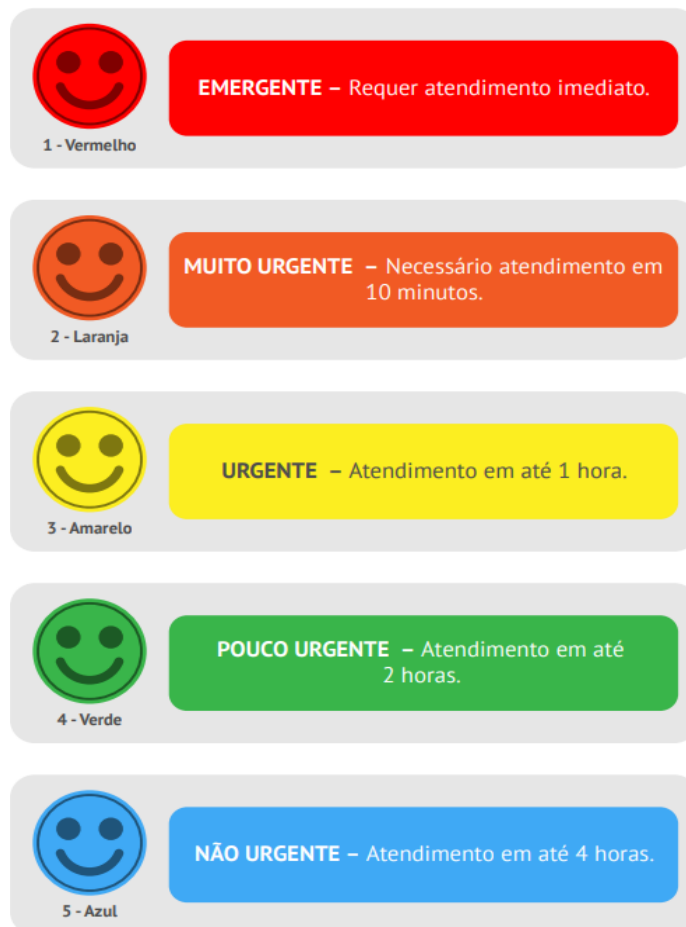 EMERGENTE – Requer atendimento imediato.
1 - Vermelho
MUITO URGENTE – Necessário atendimento em
10 minutos.
2 - Laranja
URGENTE – Atendimento em até 1 hora.
3 - Amarelo
POUCO URGENTE – Atendimento em até
2 horas.
4 - Verde
NÃO URGENTE – Atendimento em até 4 horas.
5 - Azul